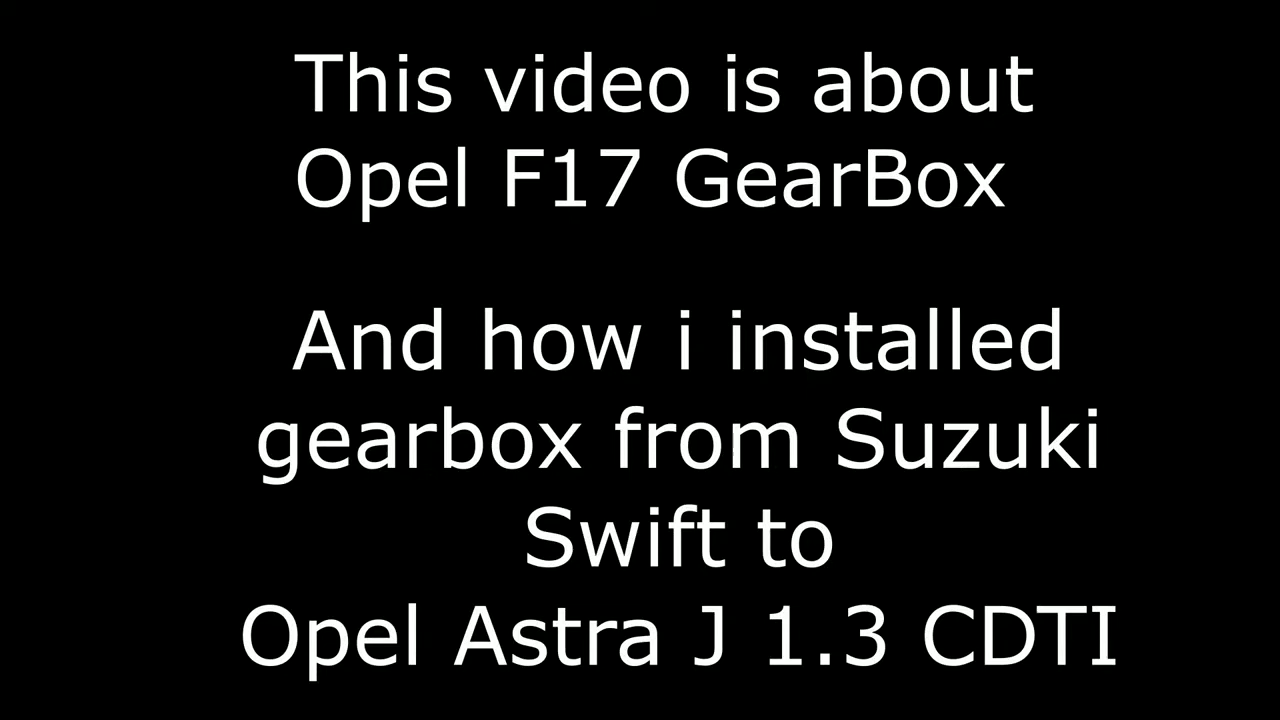 This video is about
Opel F17 GearBox
And how i installed
gearbox from Suzuki
Swift to
Opel Astra J 1.3 CDTI